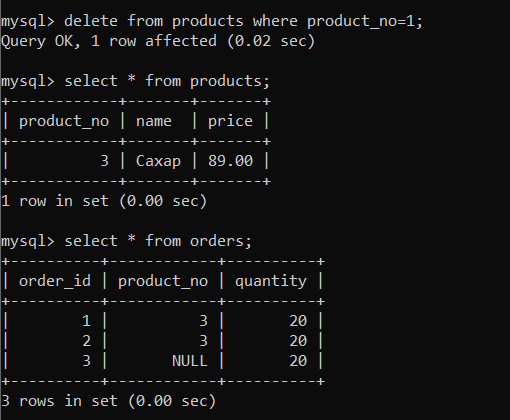 mysql> delete from products where product_no=1;
Query OK, 1 row affected (0.02 sec)
mysql> select * from products;
+------------+-------+-------+
| product_no | name  | price |
+------------+-------+-------+
|          3 | Сахар | 89.00 |
+------------+-------+-------+
1 row in set (0.00 sec)
mysql> select * from orders;
+----------+------------+----------+
| order_id | product_no | quantity |
+----------+------------+----------+
|        1 |          3 |       20 |
|        2 |          3 |       20 |
|        3 |       NULL |       20 |
+----------+------------+----------+
3 rows in set (0.00 sec)